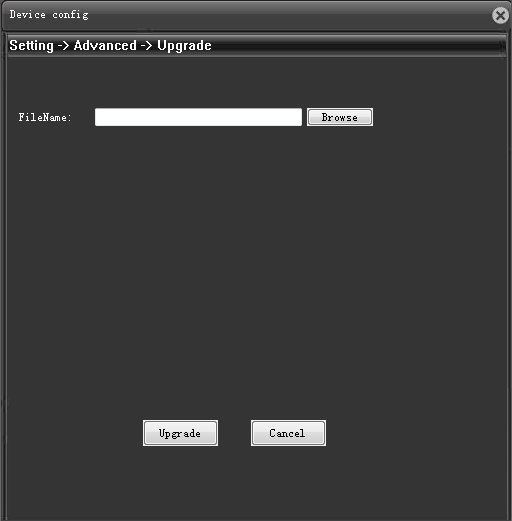 Device config
Setting -> Advanced -> Upgrade
FileName:
Browse
Upgrade
Cancel